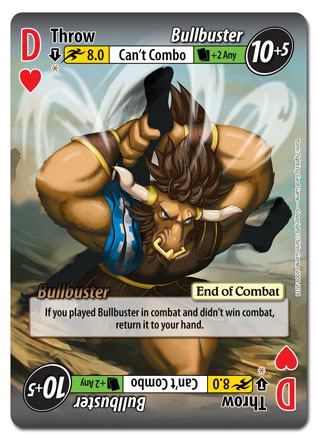 D Throw Bullbuster
8.0 Can't Combo +2 Any 10+5
*
Bullbuster End of Combat
If you played Bullbuster in combat and didn't win combat,
return it to your hand.
10+5 +2 Any Can't Combo 8.0
*
Bullbuster Throw D